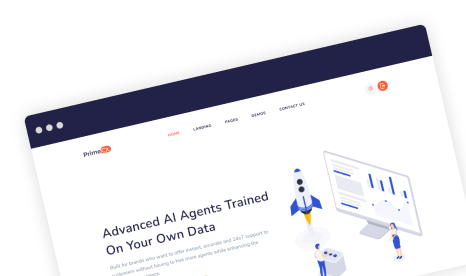 PrimeCX
HOME LANDING PAGES DEMOS CONTACT US
Advanced AI Agents Trained
On Your Own Data
Built for brands who want to offer instant, accurate and 24x7 support to
customers without having to hire more agents while enhancing the